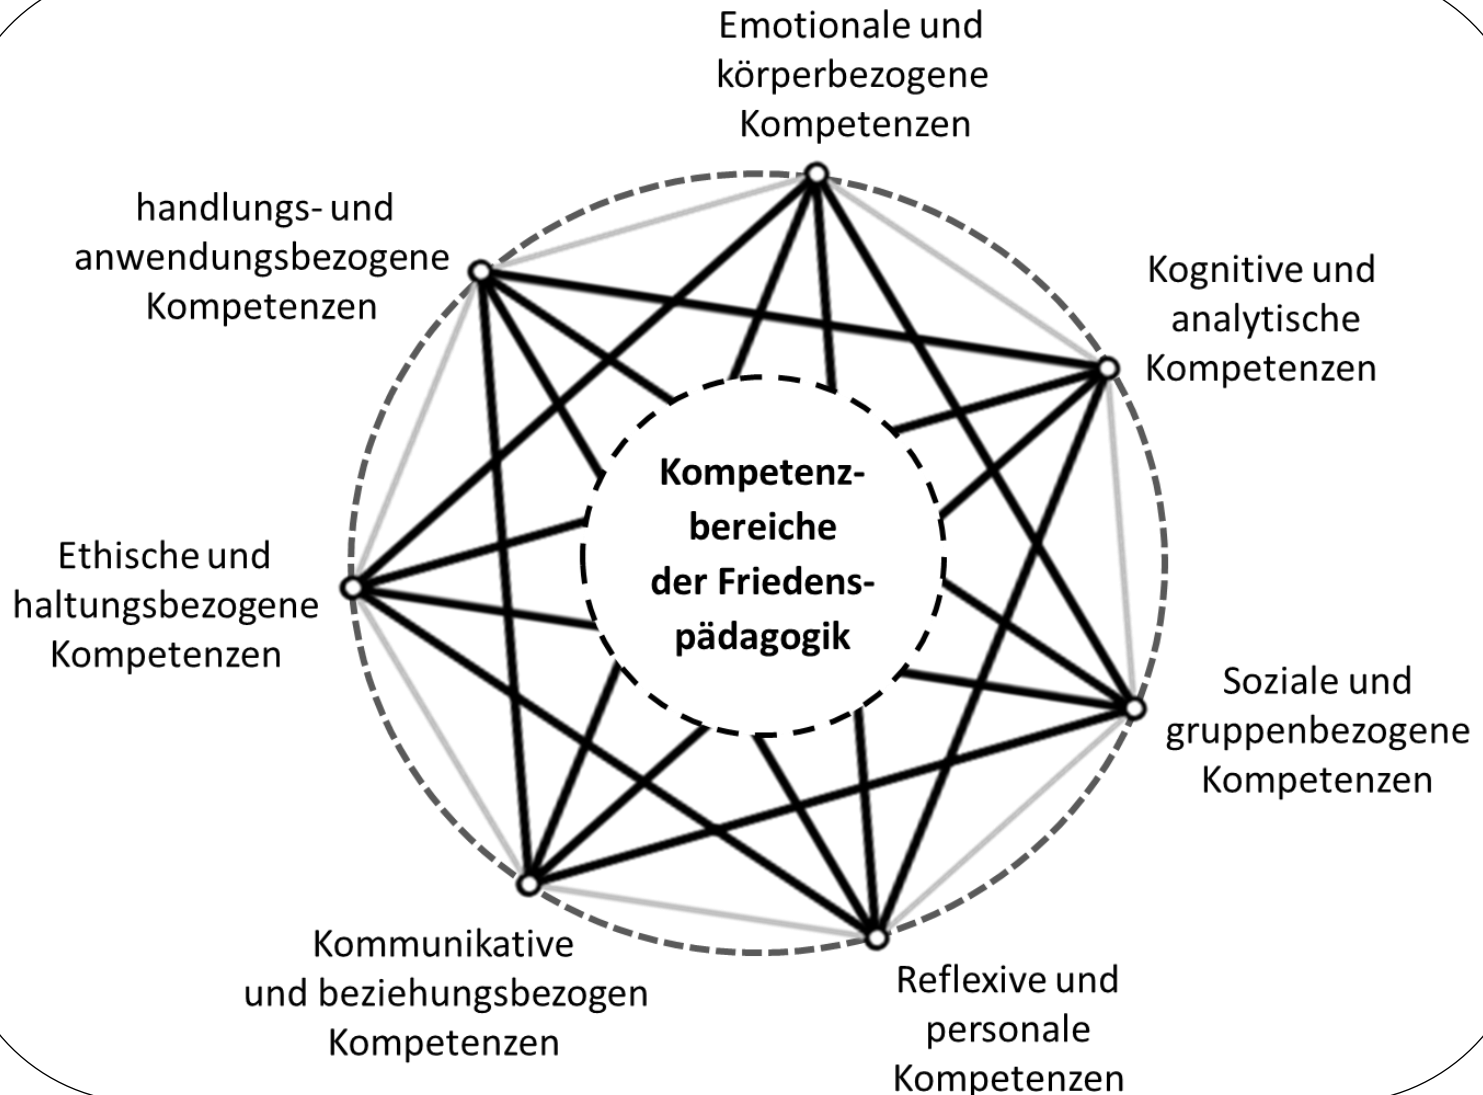 Emotionale und
körperbezogene
Kompetenzen
handlungs- und
anwendungsbezogene
Kompetenzen
Kognitive und
analytische
Kompetenzen
Kompetenz-
bereiche
der Friedens-
pädagogik
Ethische und
haltungsbezogene
Kompetenzen
Soziale und
gruppenbezogene
Kompetenzen
Kommunikative
und beziehungsbezogen
Kompetenzen
Reflexive und
personale
Kompetenzen